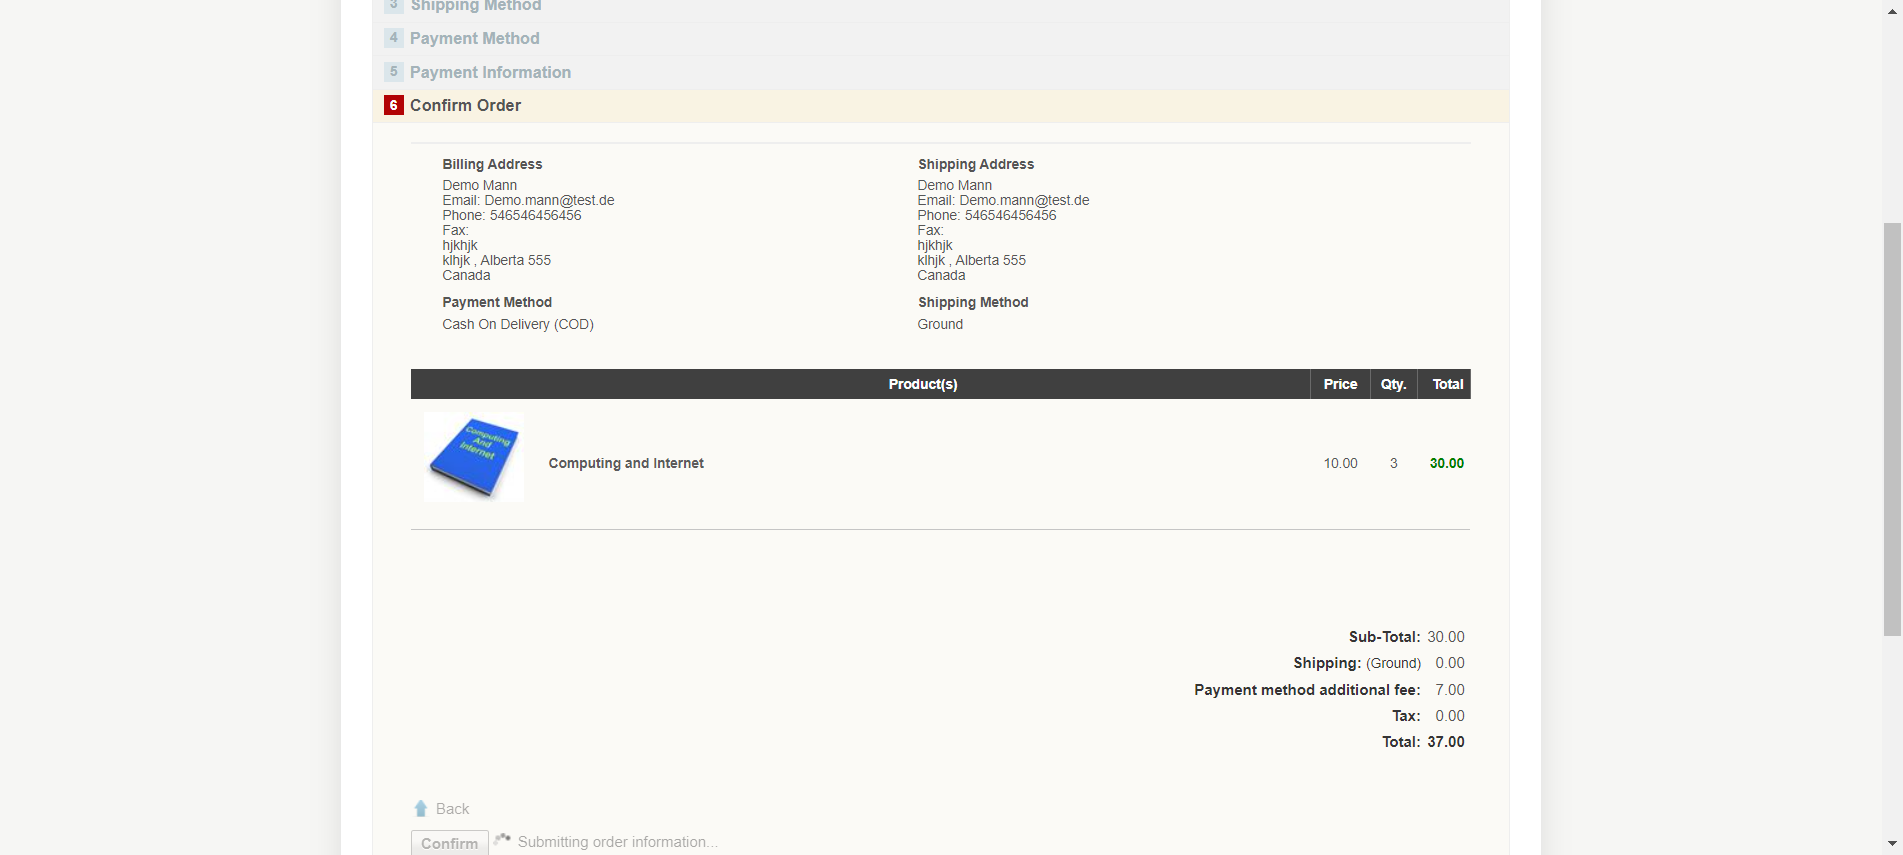 3 Shipping Method
4 Payment Method
5 Payment Information
6 Confirm Order
Billing Address
Demo Mann
Email: Demo.mann@test.de
Phone: 546546456456
Fax:
hjkhjk
klhjk , Alberta 555
Canada
Payment Method
Cash On Delivery (COD)
Shipping Address
Demo Mann
Email: Demo.mann@test.de
Phone: 546546456456
Fax:
hjkhjk
klhjk , Alberta 555
Canada
Shipping Method
Ground
Product(s) Price Qty. Total
Computing
And
Internet
Computing and Internet 10.00 3 30.00
Sub-Total: 30.00
Shipping: (Ground) 0.00
Payment method additional fee: 7.00
Tax: 0.00
Total: 37.00
Back
Confirm Submitting order information...